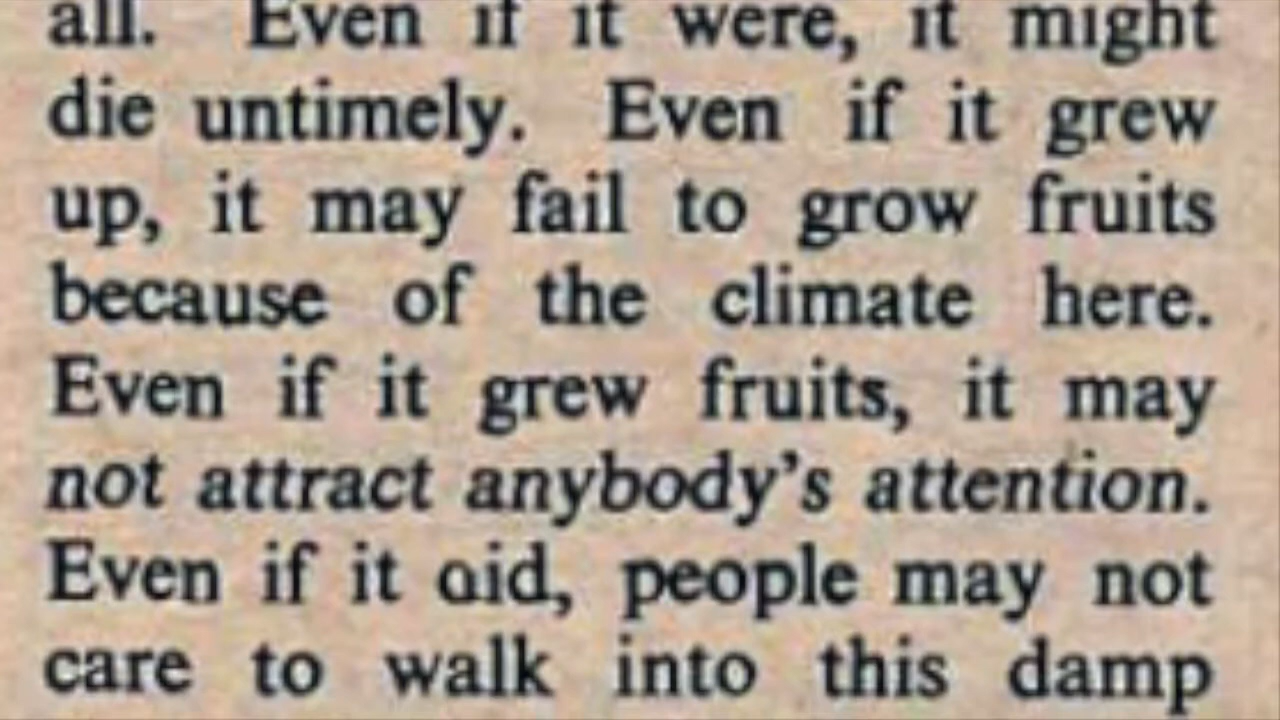 all. Even if it were, it might
die untimely. Even if it grew
up, it may fail to grow fruits
because of the climate here.
Even if it grew fruits, it may
not attract anybody's attention.
Even if it aid, people may not
care to walk into this damp